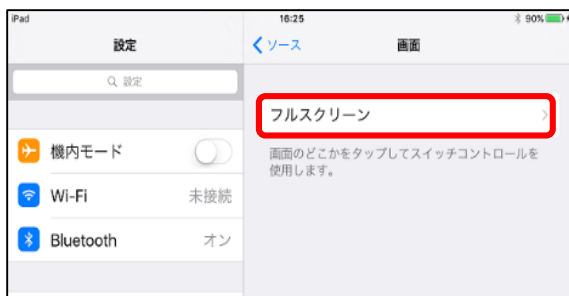 iPad
16:25
90%
設定
ソース
画面
設定
フルスクリーン
機内モード
画面のどこかをタップしてスイッチコントロールを
使用します。
Wi-Fi
未接続
Bluetooth
オン